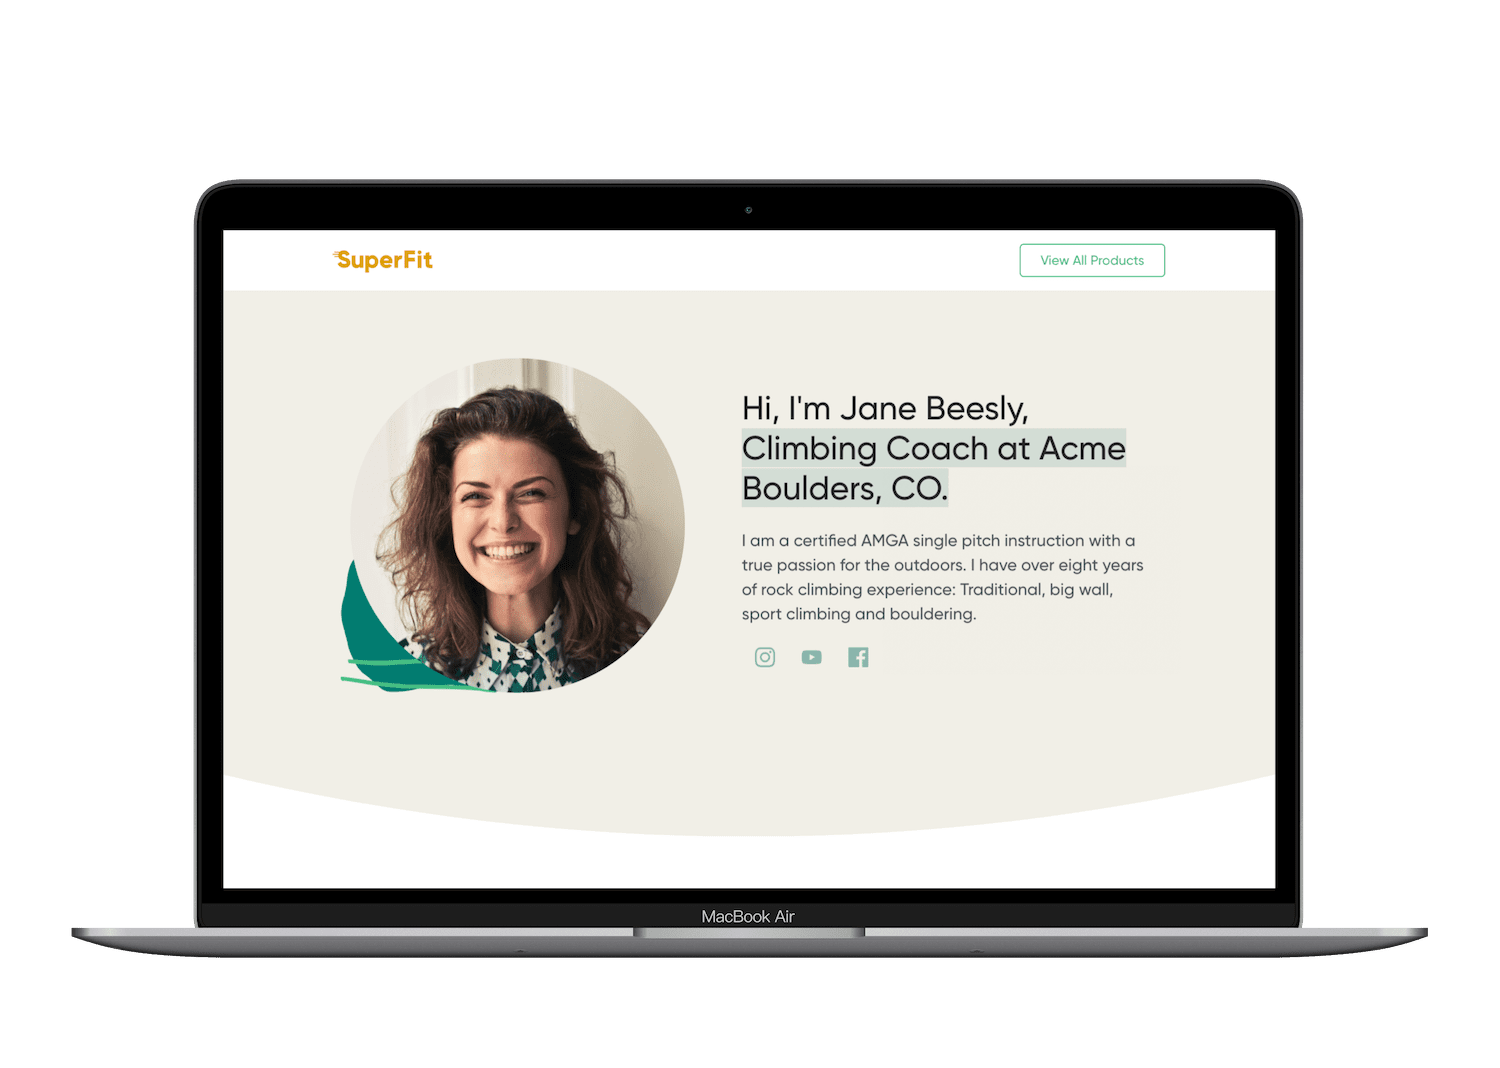 SuperFit
View All Products
Hi, I'm Jane Beesly,
Climbing Coach at Acme
Boulders, CO.
I am a certified AMGA single pitch instruction with a
true passion for the outdoors. I have over eight years
of rock climbing experience: Traditional, big wall,
sport climbing and bouldering.
MacBook Air